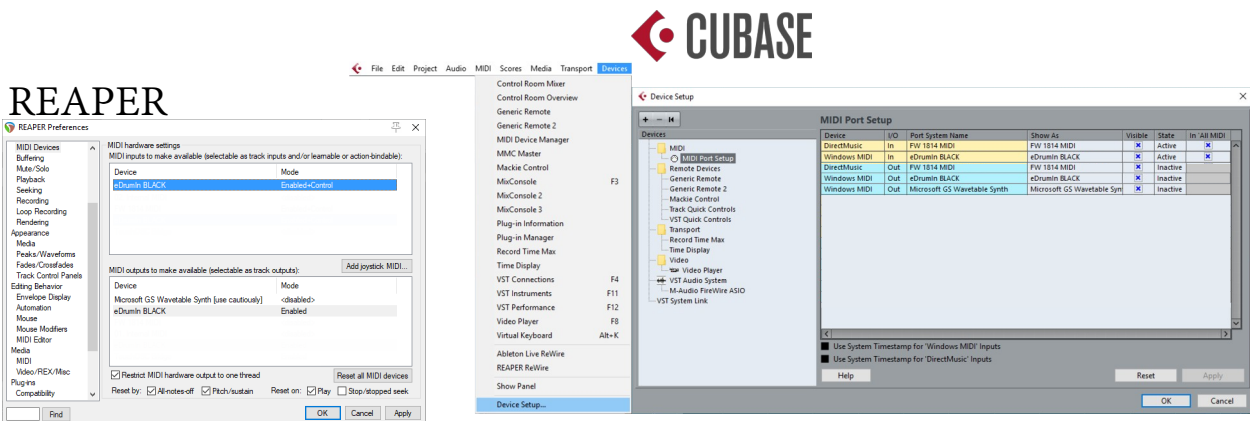 CUBASE
REAPER
REAPER Preferences
MIDI Devices
Buffering
Mute/Solo
Playback
Seeking
Recording
Loop Recording
Rendering
Appearance
Media
Peaks/Waveforms
Fades/Crossfades
Track Control Panels
Editing Behavior
Envelope Display
Automation
Mouse
Mouse Modifiers
MIDI Editor
Media
MIDI
Video/REX/Misc
Plug-ins
Compatibility
Find
MIDI hardware settings
MIDI inputs to make available (selectable as track inputs and/or learnable or action-bindable):
Device Mode
eDrumIn BLACK Enabled+Control
Add joystick MIDI...
MIDI outputs to make available (selectable as track outputs):
Device Mode
Microsoft GS Wavetable Synth [use cautiously] <disabled>
eDrumIn BLACK Enabled
Restrict MIDI hardware output to one thread
Reset all MIDI devices
Reset by: All-notes-off Pitch/sustain Reset on: Play Stop/stopped seek
OK Cancel Apply
File Edit Project Audio MIDI Scores Media Transport Devices
Control Room Mixer
Control Room Overview
Generic Remote
Generic Remote 2
MIDI Device Manager
MMC Master
Mackie Control
MixConsole F3
MixConsole 2
MixConsole 3
Plug-in Information
Plug-in Manager
Record Time Max
Time Display
VST Connections F4
VST Instruments F11
VST Performance F12
Video Player F8
Virtual Keyboard Alt+K
Ableton Live ReWire
REAPER ReWire
Show Panel
Device Setup...
Device Setup
Devices
MIDI
MIDI Port Setup
Remote Devices
Generic Remote
Generic Remote 2
Mackie Control
Track Quick Controls
VST Quick Controls
Transport
Record Time Max
Time Display
Video
Video Player
VST Audio System
M-Audio FireWire ASIO
VST System Link
MIDI Port Setup
Device I/O Port System Name Show As Visible State In 'All MIDI
DirectMusic In FW 1814 MIDI FW 1814 MIDI Active
Windows MIDI In eDrumIn BLACK eDrumIn BLACK Active
DirectMusic Out FW 1814 MIDI FW 1814 MIDI Inactive
Windows MIDI Out eDrumIn BLACK eDrumIn BLACK Inactive
Windows MIDI Out Microsoft GS Wavetable Synth Microsoft GS Wavetable Syn Inactive
Use System Timestamp for 'Windows MIDI' Inputs
Use System Timestamp for 'DirectMusic' Inputs
Help Reset Apply
OK Cancel